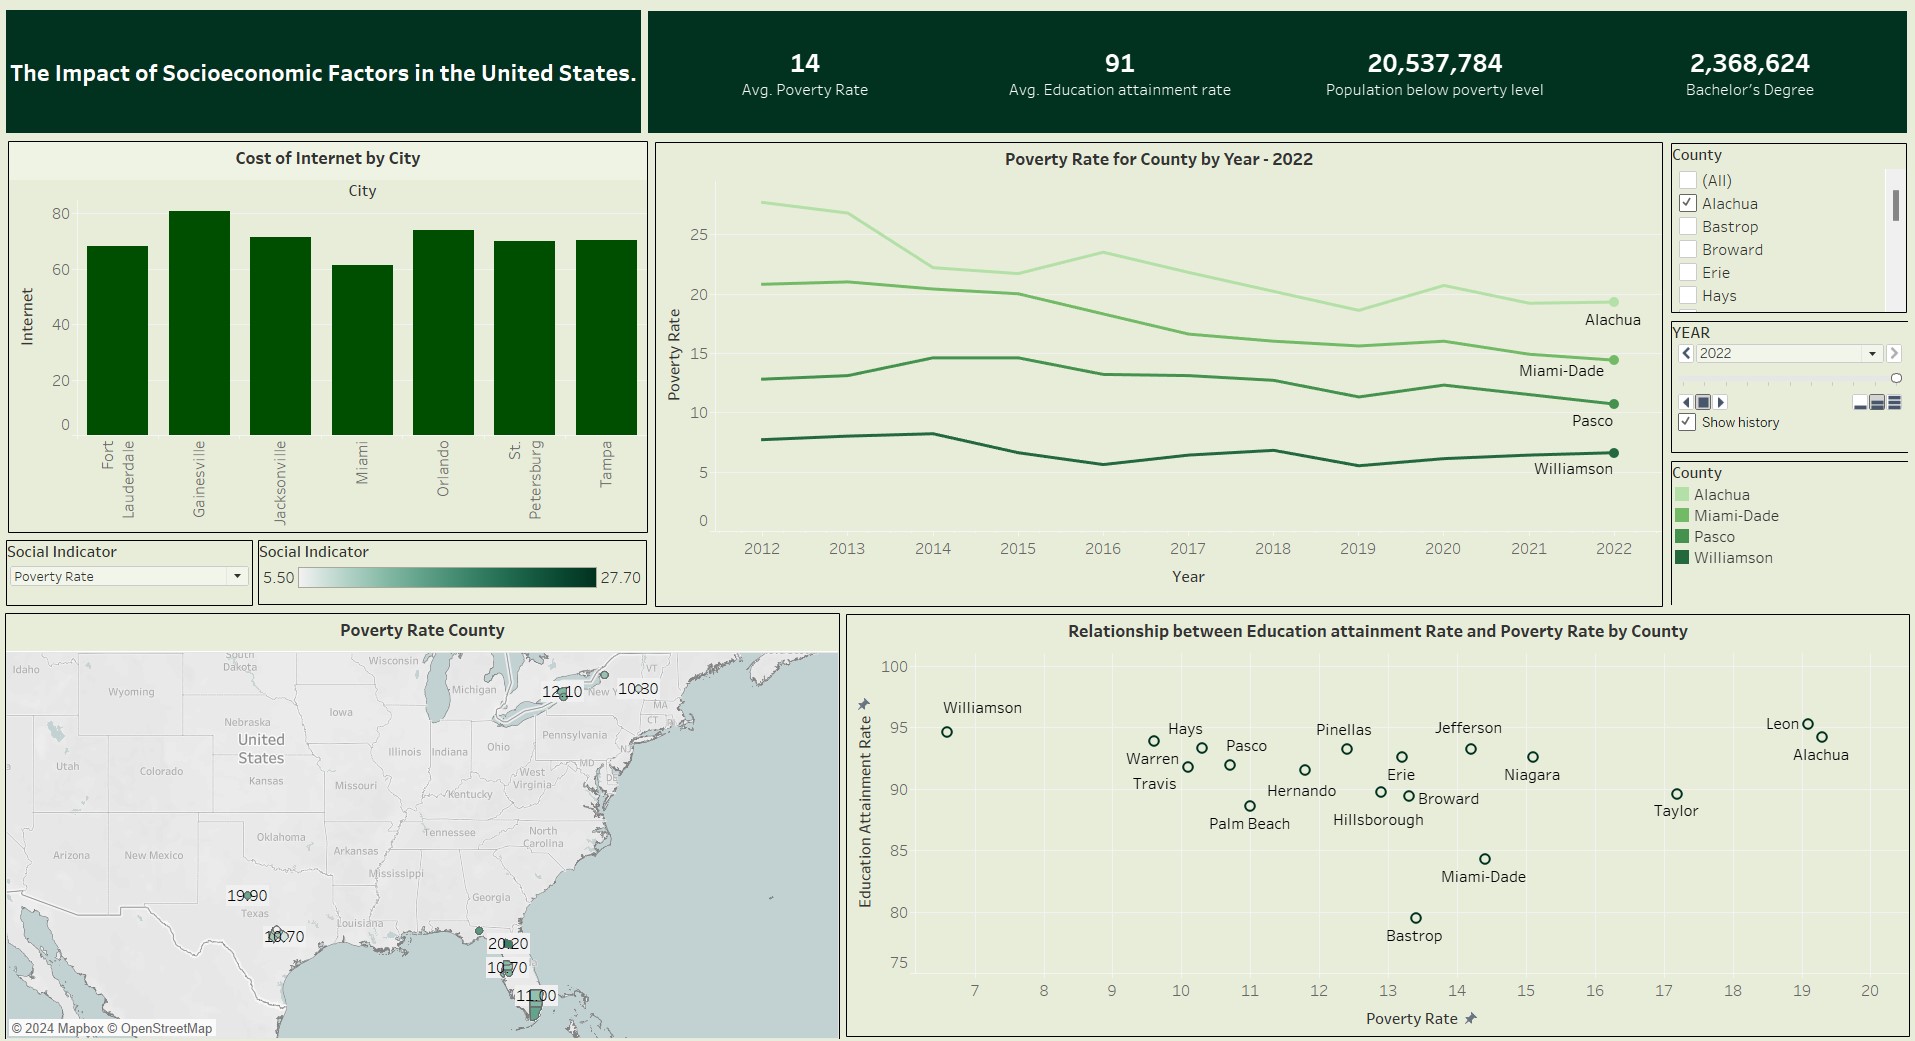 The Impact of Socioeconomic Factors in the United States.
14
Avg. Poverty Rate
91
Avg. Education attainment rate
20,537,784
Population below poverty level
2,368,624
Bachelor's Degree
Cost of Internet by City
City
Internet
80
60
40
20
0
Fort
Lauderdale
Gainesville
Jacksonville
Miami
Orlando
St.
Petersburg
Tampa
Poverty Rate for County by Year - 2022
Poverty Rate
25
20
15
10
5
0
Alachua
Miami-Dade
Pasco
Williamson
2012 2013 2014 2015 2016 2017 2018 2019 2020 2021 2022
Year
County
(All)
Alachua
Bastrop
Broward
Erie
Hays
YEAR
2022
Show history
County
Alachua
Miami-Dade
Pasco
Williamson
Social Indicator
Poverty Rate
Social Indicator
5.50 27.70
Poverty Rate County
Idaho
South
Dakota
Wisconsin
VT
Wyoming
Michigan
12.10
New Y
10.30
MA
CT
Iowa
Nebraska
United
States
Pennsylvania
Illinois
Indiana
Ohio
NJ
MD
DE
Utah
Colorado
Kansas
Missouri
West
Virginia
Kentucky
Oklahoma
Tennessee
North
Carolina
Arizona
New Mexico
Arkansas
Mississippi
Georgia
19.90
Texas
Louisiana
20.20
10.70
11.00
© 2024 Mapbox © OpenStreetMap
Relationship between Education attainment Rate and Poverty Rate by County
Education Attainment Rate
100
95
90
85
80
75
Williamson
Hays
Warren
Travis
Pasco
Palm Beach
Pinellas
Hernando
Erie
Hillsborough
Broward
Jefferson
Niagara
Miami-Dade
Bastrop
Taylor
Leon
Alachua
7 8 9 10 11 12 13 14 15 16 17 18 19 20
Poverty Rate